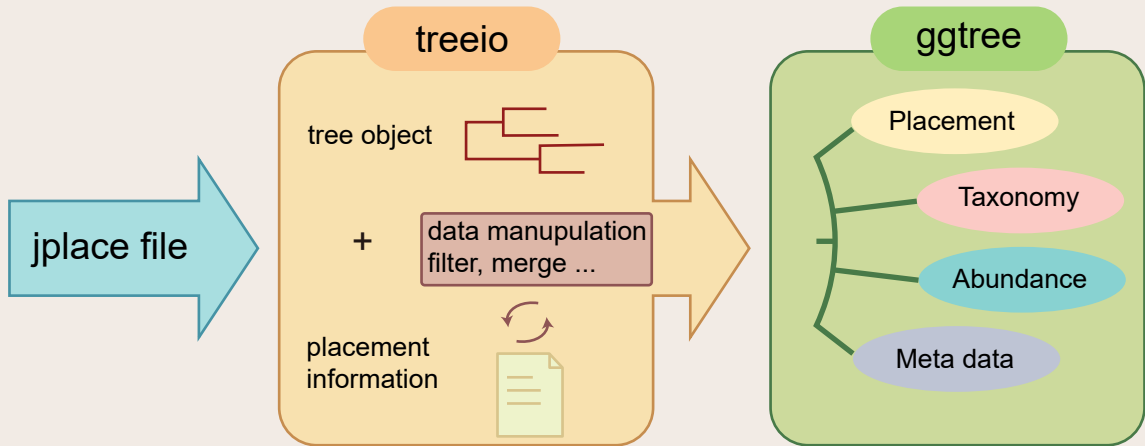 treeio
ggtree
jplace file
tree object
+
data manupulation
filter, merge ...
placement
information
Placement
Taxonomy
Abundance
Meta data